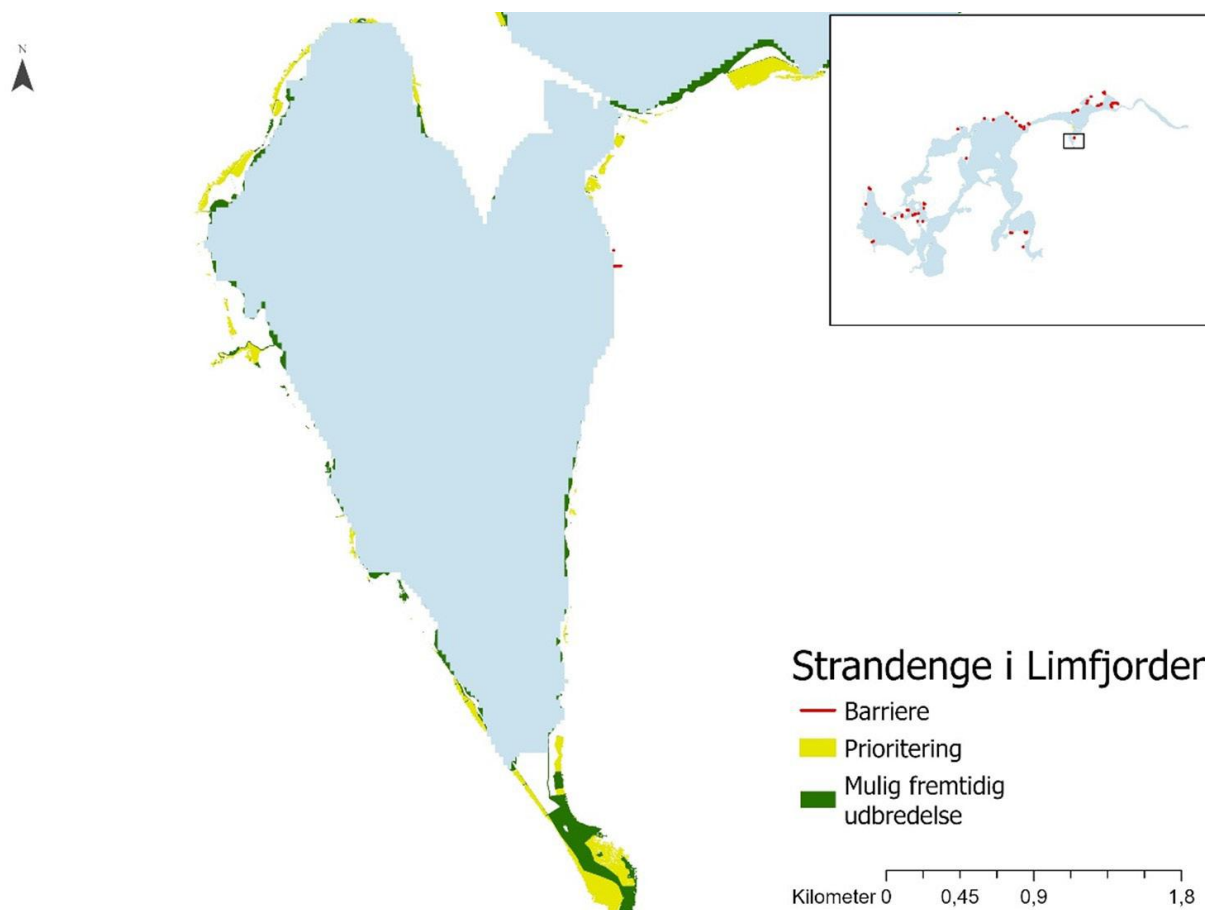 N
Strandenge i Limfjorden
Barriere
Prioritering
Mulig fremtidig
udbredelse
Kilometer 0 0,45 0,9 1,8